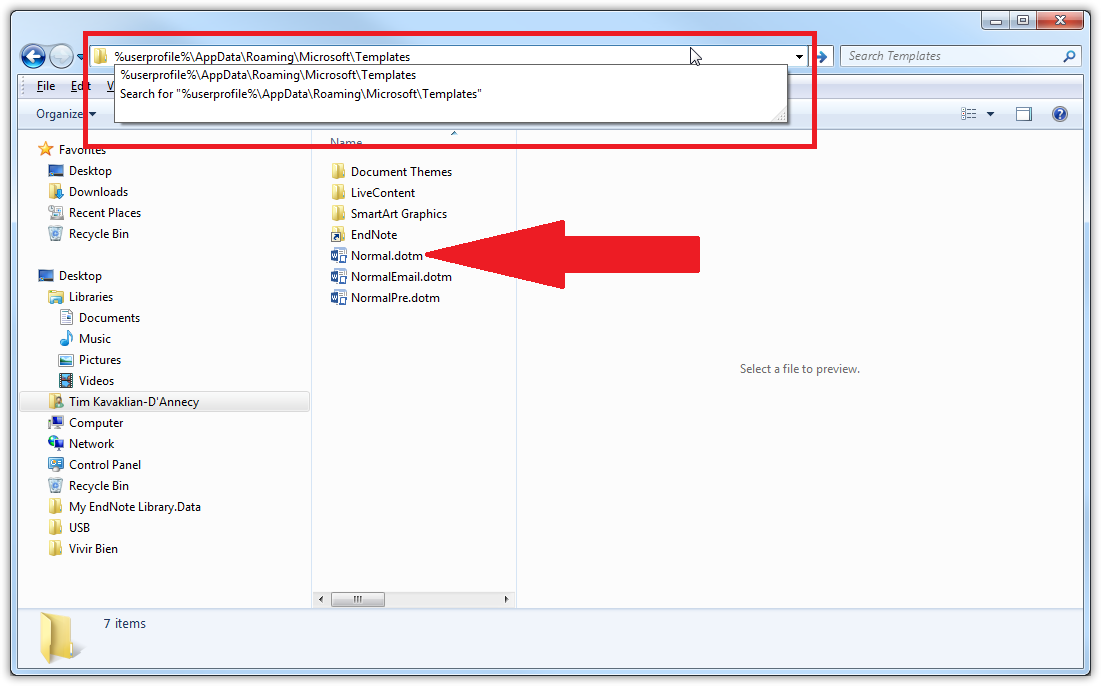 %userprofile%\AppData\Roaming\Microsoft\Templates
Search Templates
%userprofile%\AppData\Roaming\Microsoft\Templates
Search for "%userprofile%\AppData\Roaming\Microsoft\Templates"
File Edit V
Organize
Name
Favorites
Desktop
Downloads
Recent Places
Recycle Bin
Desktop
Libraries
Documents
Music
Pictures
Videos
Tim Kavaklian-D'Annecy
Computer
Network
Control Panel
Recycle Bin
My EndNote Library.Data
USB
Vivir Bien
Document Themes
LiveContent
SmartArt Graphics
EndNote
Normal.dotm
NormalEmail.dotm
NormalPre.dotm
Select a file to preview.
7 items